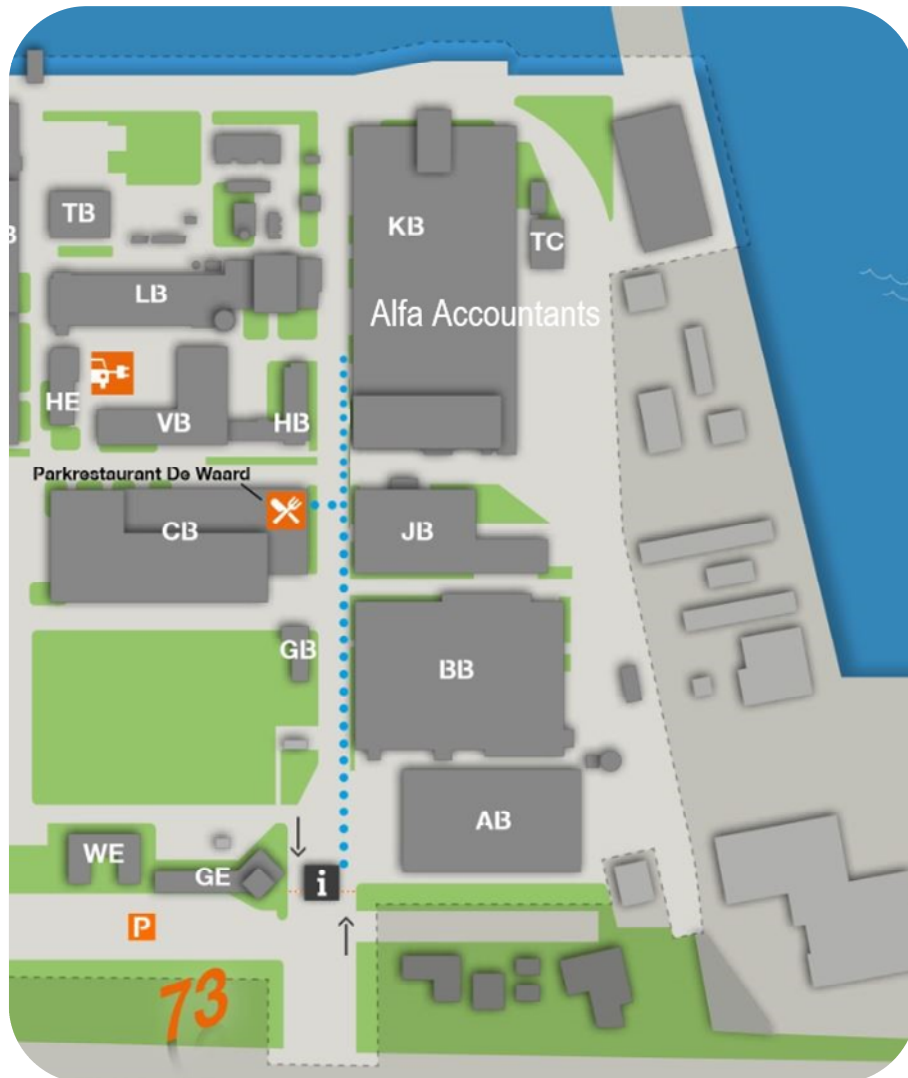 TB
KB
TC
LB
Alfa Accountants
HE
VB
HB
Parkrestaurant De Waard
CB
JB
GB
BB
AB
WE
GE
i
P
73